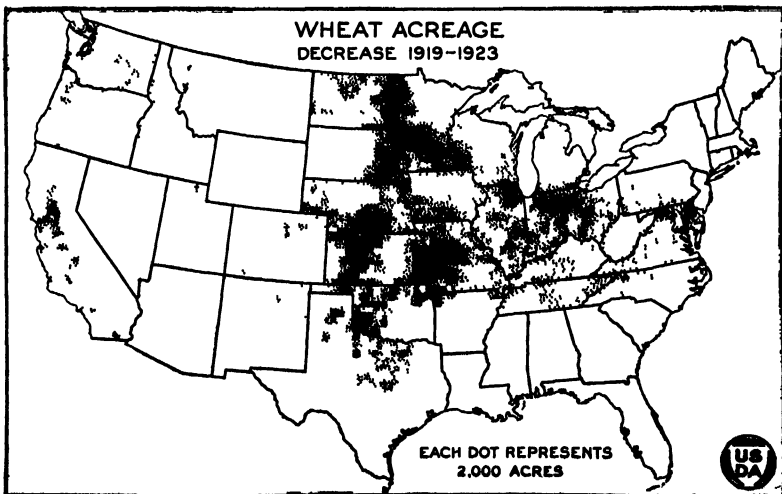 WHEAT ACREAGE
DECREASE 1919-1923
EACH DOT REPRESENTS
2,000 ACRES
US
DA